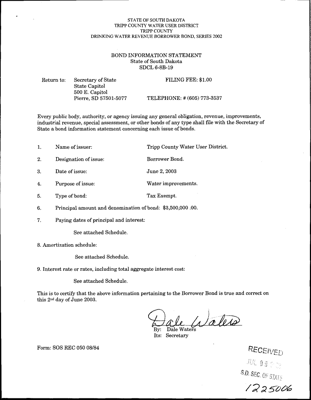 STATE OF SOUTH DAKOTA
TRIPP COUNTY WATER USER DISTRICT
TRIPP COUNTY
DRINKING WATER REVENUE BORROWER BOND, SERIES 2002
BOND INFORMATION STATEMENT
State of South Dakota
SDCL 6-8B-19
Return to: Secretary of State FILING FEE: $1.00
State Capitol
500 E. Capitol
Pierre, SD 57501-5077 TELEPHONE: # (605) 773-3537
Every public body, authority, or agency issuing any general obligation, revenue, improvements,
industrial revenue, special assessment, or other bonds of any type shall file with the Secretary of
State a bond information statement concerning each issue of bonds.
1. Name of issuer: Tripp County Water User District.
2. Designation of issue: Borrower Bond.
3. Date of issue: June 2, 2003
4. Purpose of issue: Water improvements.
5. Type of bond: Tax Exempt.
6. Principal amount and denomination of bond: $3,500,000 .00.
7. Paying dates of principal and interest:
See attached Schedule.
8. Amortization schedule:
See attached Schedule.
9. Interest rate or rates, including total aggregate interest cost:
See attached Schedule.
This is to certify that the above information pertaining to the Borrower Bond is true and correct on
this 2nd day of June 2003.
Dale Waters
By: Dale Waters
Its: Secretary
Form: SOS REC 050 08/84
RECEIVED
S.D. SEC. OF STATE
1225006